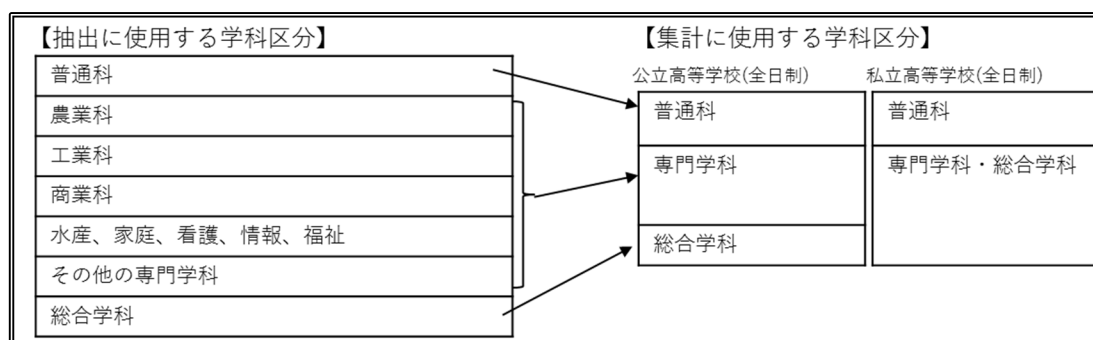 【抽出に使用する学科区分】
普通科
農業科
工業科
商業科
水産、家庭、看護、情報、福祉
その他の専門学科
総合学科
【集計に使用する学科区分】
公立高等学校(全日制)
普通科
専門学科
総合学科
私立高等学校(全日制)
普通科
専門学科・総合学科